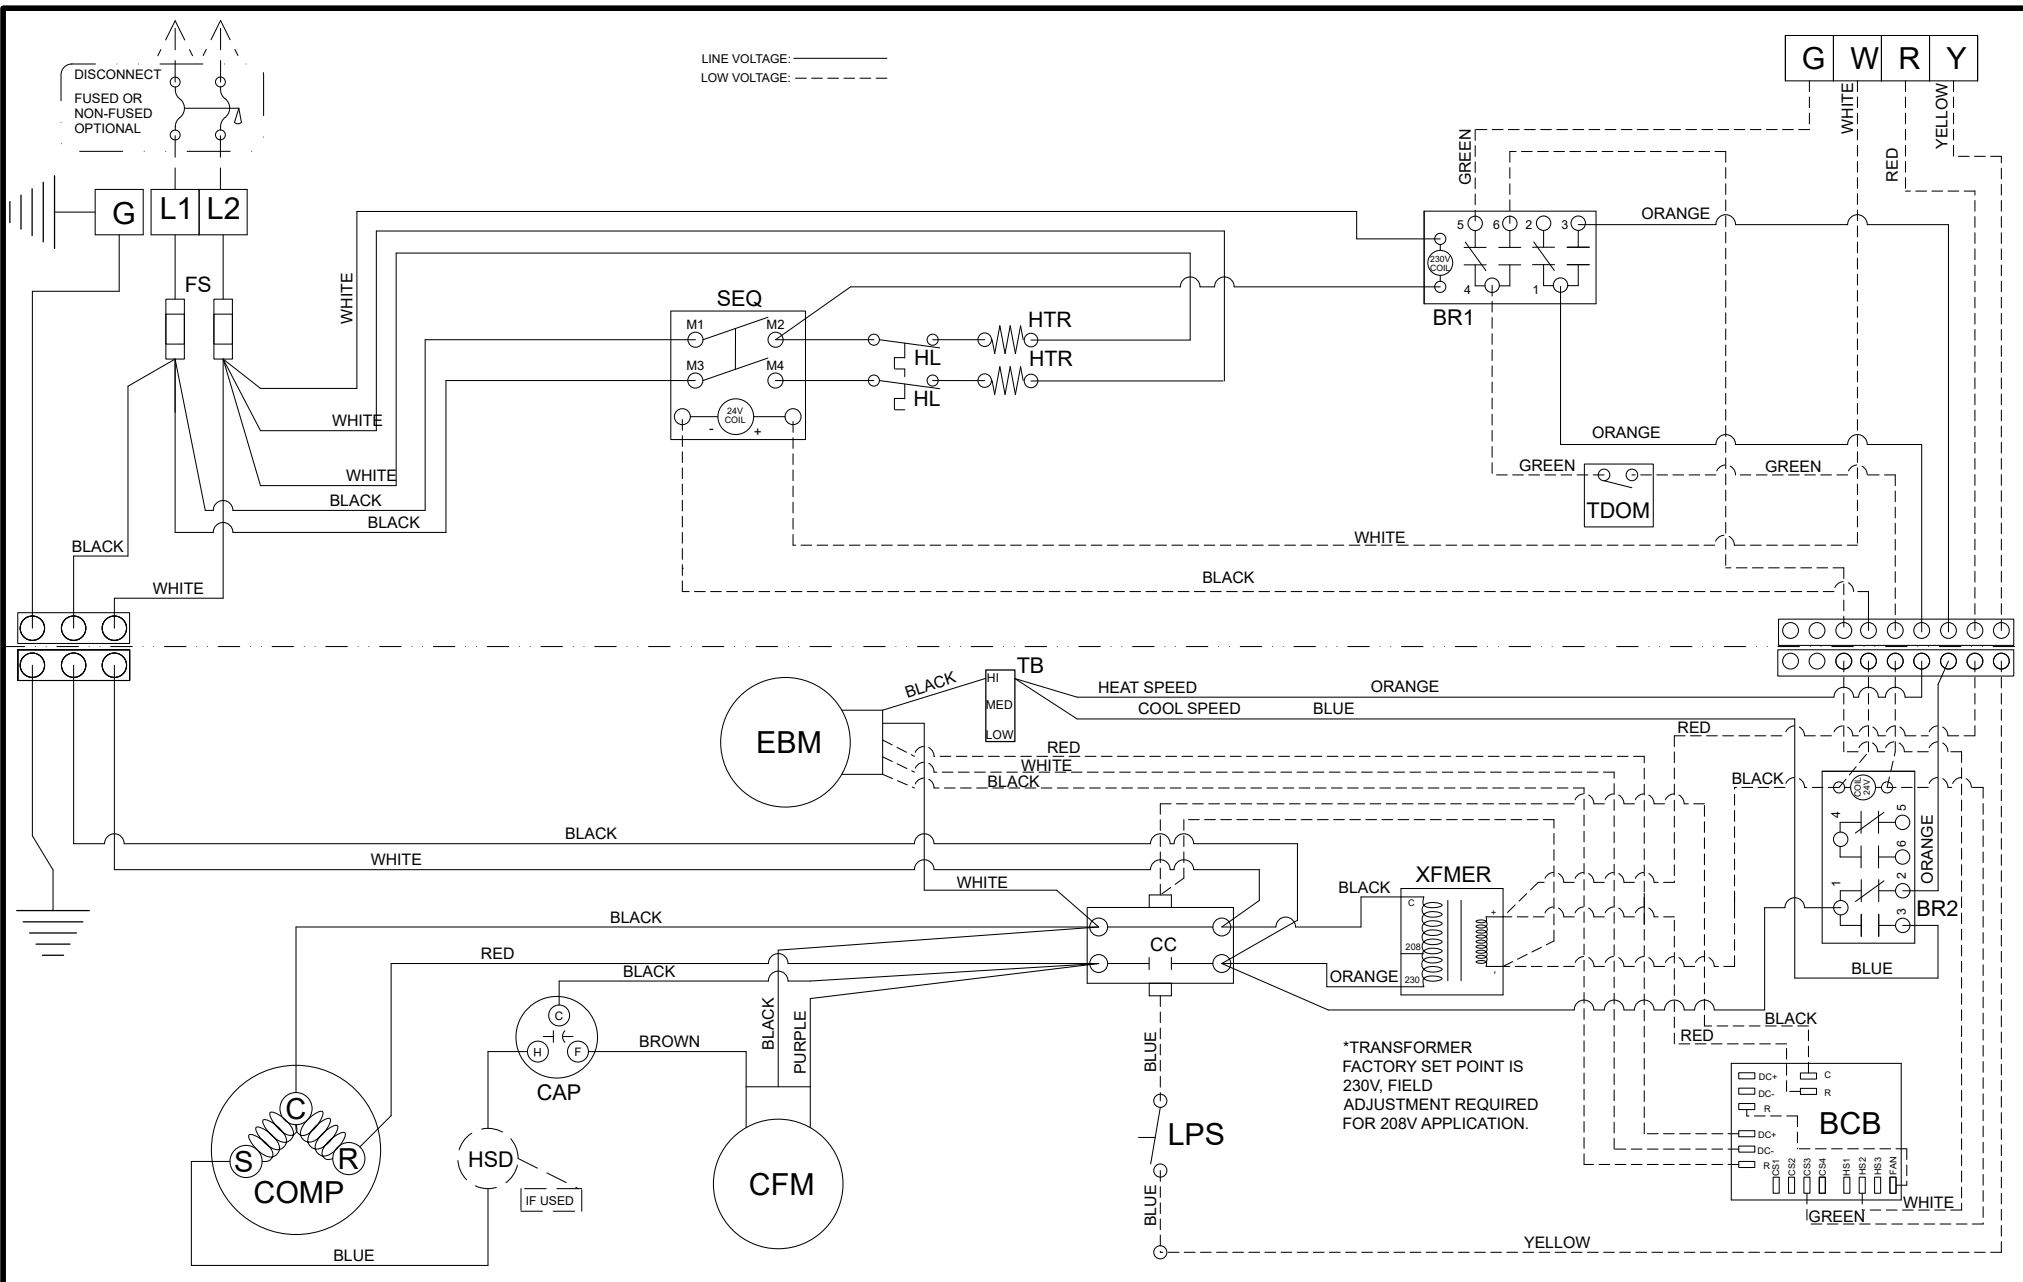 LINE VOLTAGE:
LOW VOLTAGE:
DISCONNECT
FUSED OR
NON-FUSED
OPTIONAL
G W R Y
GREEN
WHITE
RED
YELLOW
G L1 L2
FS
WHITE
WHITE
WHITE
BLACK
BLACK
BLACK
WHITE
SEQ
M1 M2
M3 M4
24V
COIL
- +
HL
HL
HTR
HTR
5 6 2 3
230V
COIL
4 1
BR1
ORANGE
ORANGE
GREEN
GREEN
TDOM
WHITE
BLACK
EBM
BLACK
TB
HI
MED
LOW
HEAT SPEED ORANGE
COOL SPEED BLUE
RED
WHITE
BLACK
RED
BLACK
COIL
24V
4 5
6
1 2
3
ORANGE
BR2
BLUE
BLACK
WHITE
WHITE
BLACK
RED
BLACK
CC
BLACK
XFMER
C
208
230
+
-
ORANGE
*TRANSFORMER
FACTORY SET POINT IS
230V, FIELD
ADJUSTMENT REQUIRED
FOR 208V APPLICATION.
BLACK
RED
DC+
DC-
R
C
R
BCB
DC+
DC-
R
CS1
CS2
CS3
CS4
HS1
HS2
HS3
FAN
WHITE
GREEN
C
H F
CAP
BROWN
BLACK
PURPLE
CFM
HSD
IF USED
C
S R
COMP
BLUE
BLUE
LPS
BLUE
YELLOW